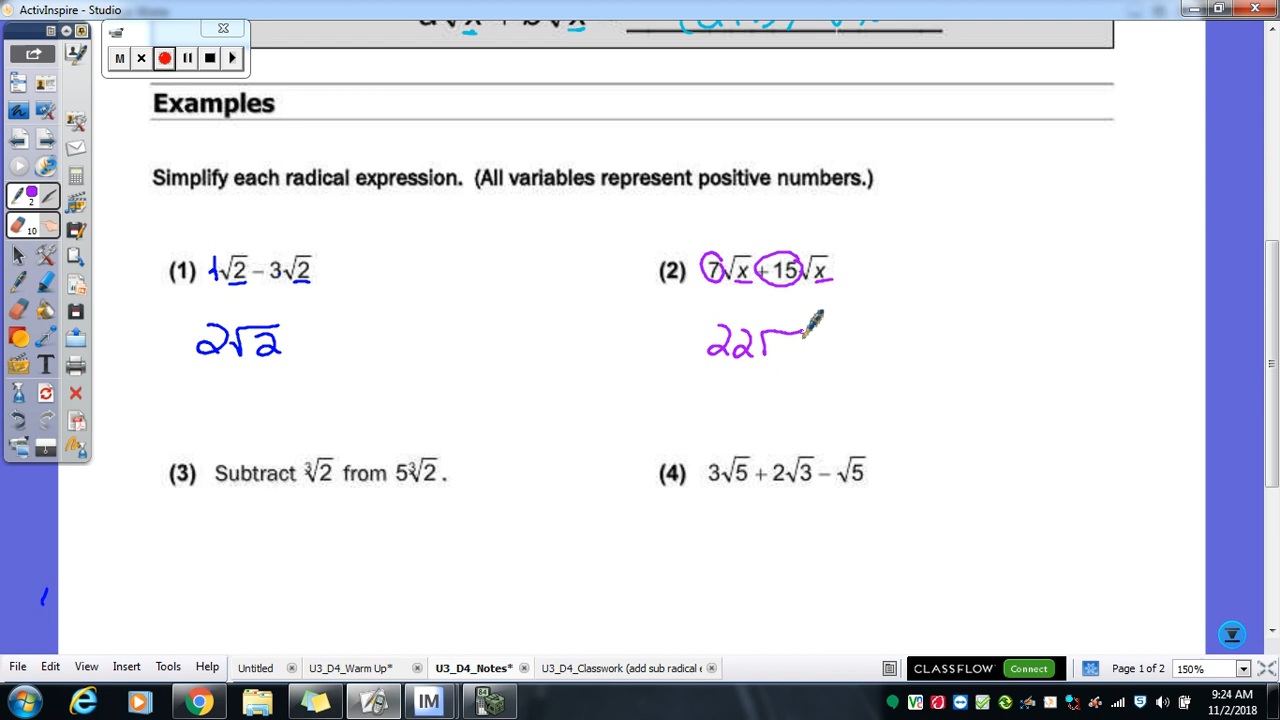 ActivInspire - Studio
a√x + b√x (a+b)√x
M
Examples
Simplify each radical expression. (All variables represent positive numbers.)
(1) 1√2 – 3√2
(2) 7√x + 15√x
2√2
22√
(3) Subtract ∛2 from 5∛2.
(4) 3√5 + 2√3 – √5
2
10
File Edit View Insert Tools Help Untitled U3_D4_Warm Up* U3_D4_Notes* U3_D4_Classwork (add sub radical e CLASSFLOW Connect Page 1 of 2 150%
IM 9:24 AM
11/2/2018